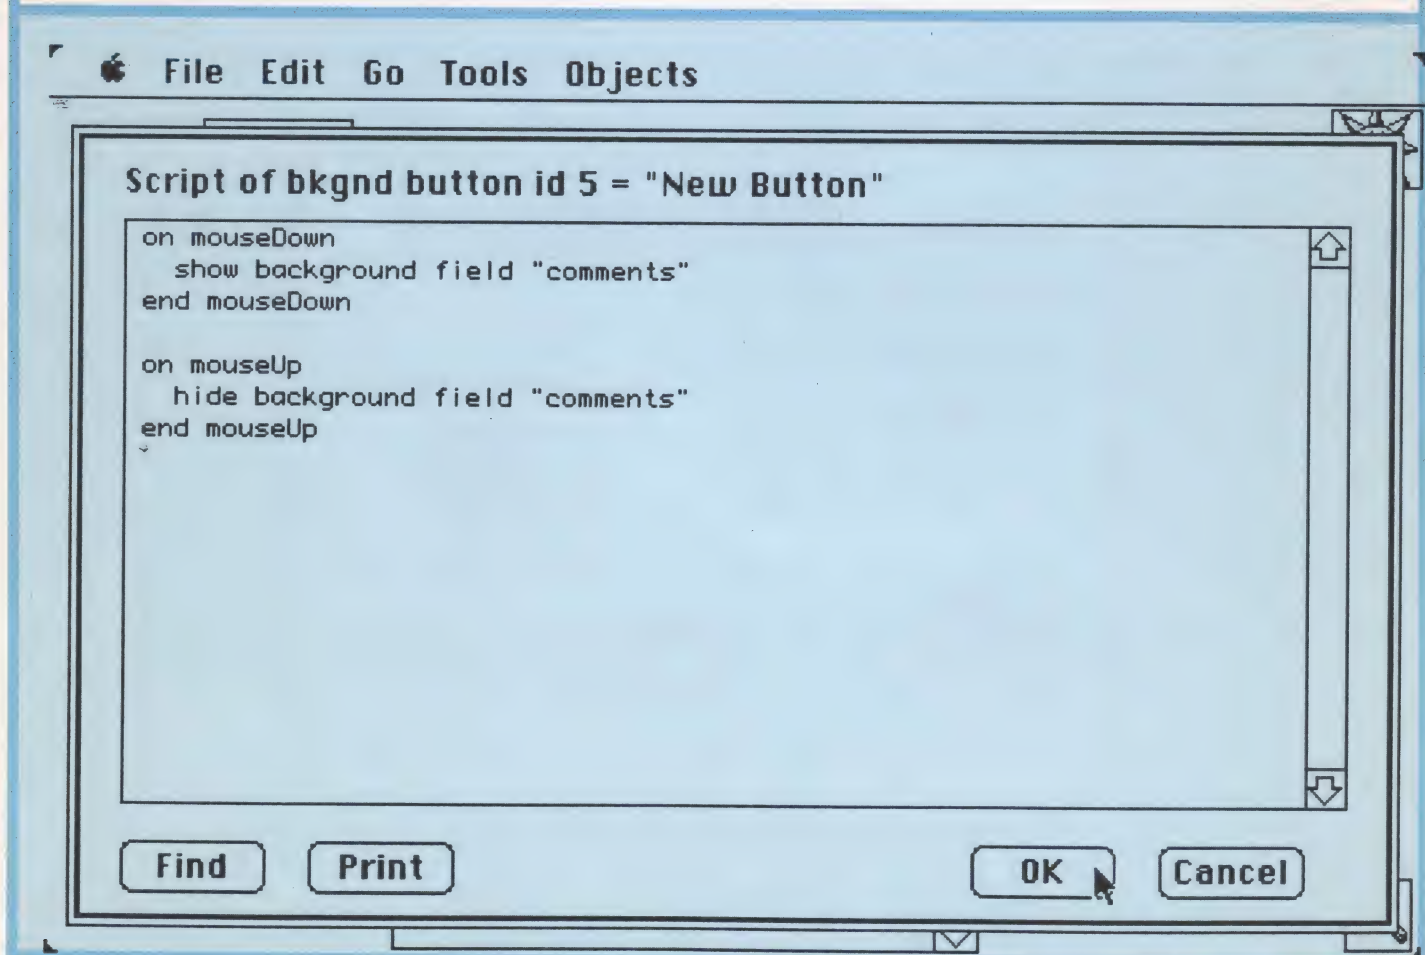 File Edit Go Tools Objects
Script of bkgnd button id 5 = "New Button"
on mouseDown
  show background field "comments"
end mouseDown

on mouseUp
  hide background field "comments"
end mouseUp
Find Print OK Cancel